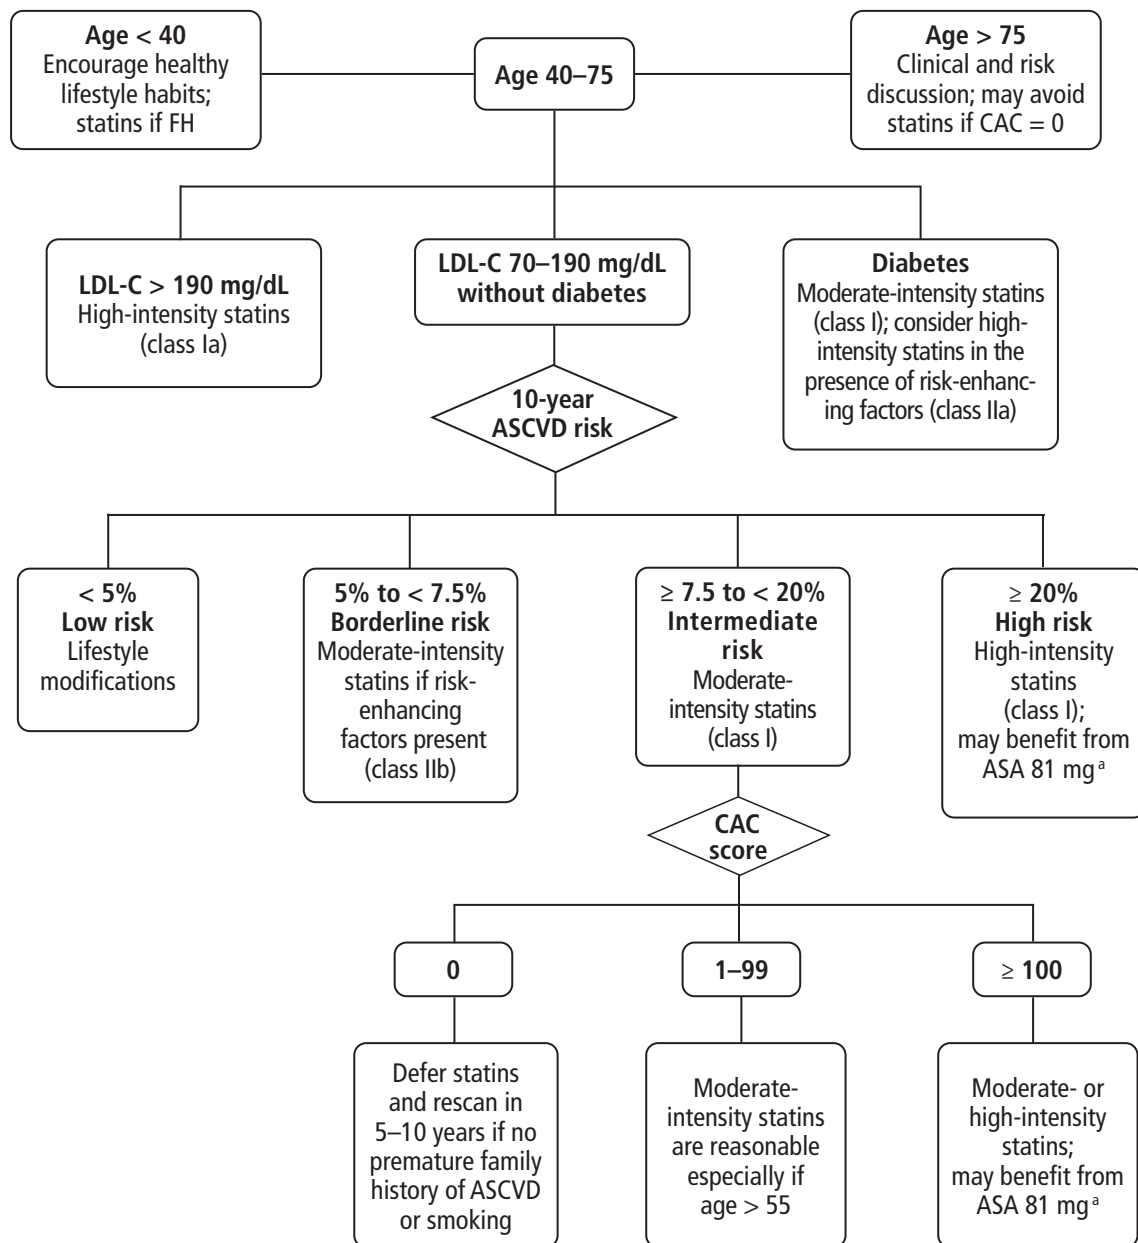 Age < 40
Encourage healthy
lifestyle habits;
statins if FH
Age 40–75
Age > 75
Clinical and risk
discussion; may avoid
statins if CAC = 0
LDL-C > 190 mg/dL
High-intensity statins
(class Ia)
LDL-C 70–190 mg/dL
without diabetes
Diabetes
Moderate-intensity statins
(class I); consider high-
intensity statins in the
presence of risk-enhanc-
ing factors (class IIa)
10-year
ASCVD risk
< 5%
Low risk
Lifestyle
modifications
5% to < 7.5%
Borderline risk
Moderate-intensity
statins if risk-
enhancing
factors present
(class IIb)
≥ 7.5 to < 20%
Intermediate
risk
Moderate-
intensity statins
(class I)
≥ 20%
High risk
High-intensity
statins
(class I);
may benefit from
ASA 81 mg a
CAC
score
0
1–99
≥ 100
Defer statins
and rescan in
5–10 years if no
premature family
history of ASCVD
or smoking
Moderate-
intensity statins
are reasonable
especially if
age > 55
Moderate- or
high-intensity
statins;
may benefit from
ASA 81 mg a